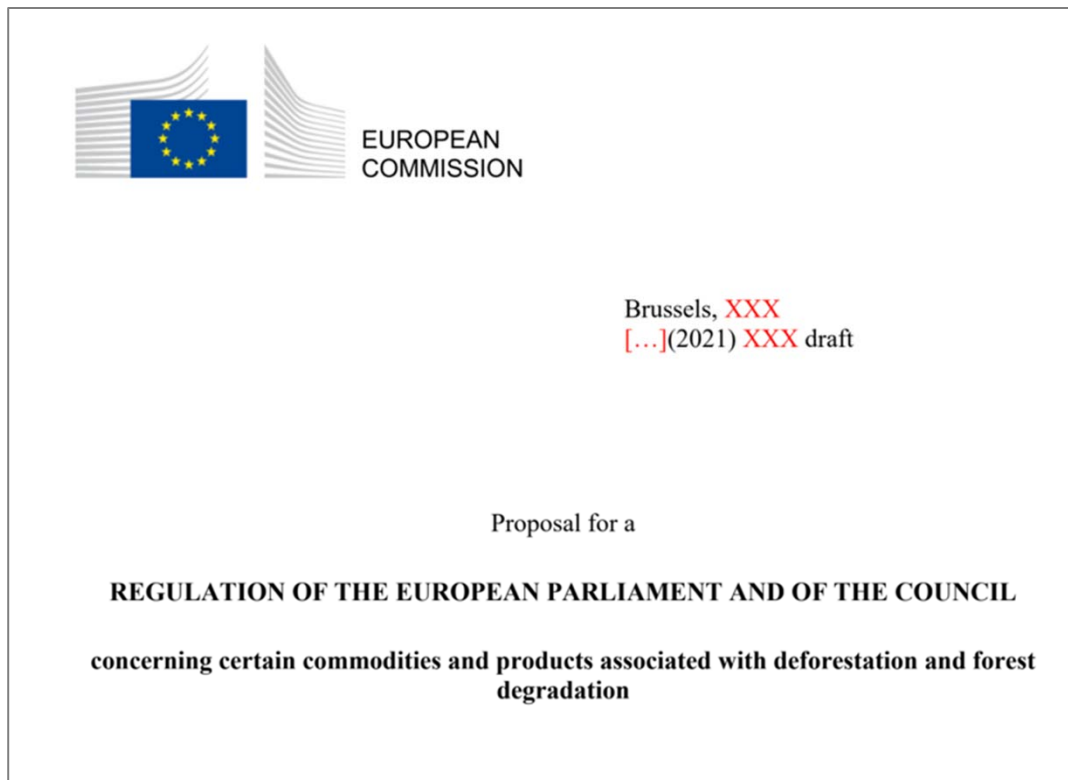 EUROPEAN
COMMISSION
Brussels, XXX
[…](2021) XXX draft
Proposal for a
REGULATION OF THE EUROPEAN PARLIAMENT AND OF THE COUNCIL
concerning certain commodities and products associated with deforestation and forest
degradation